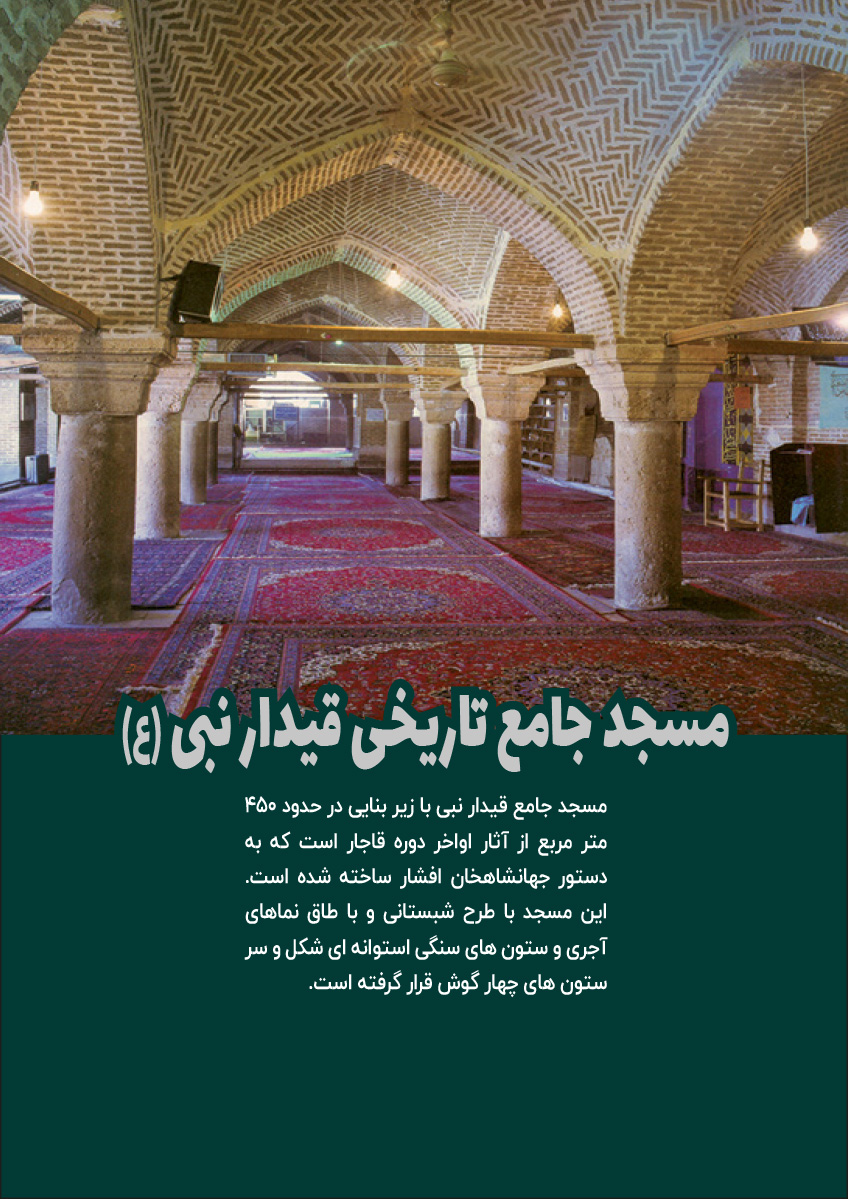 مسجد جامع تاریخی قیدار نبی (ع)
مسجد جامع قیدار نبی با زیر بنایی در حدود ۴۵۰
متر مربع از آثار اواخر دوره قاجار است که به
دستور جهانشاهخان افشار ساخته شده است.
این مسجد با طرح شبستانی و با طاق نماهای
آجری و ستون های سنگی استوانه ای شکل و سر
ستون های چهار گوش قرار گرفته است.